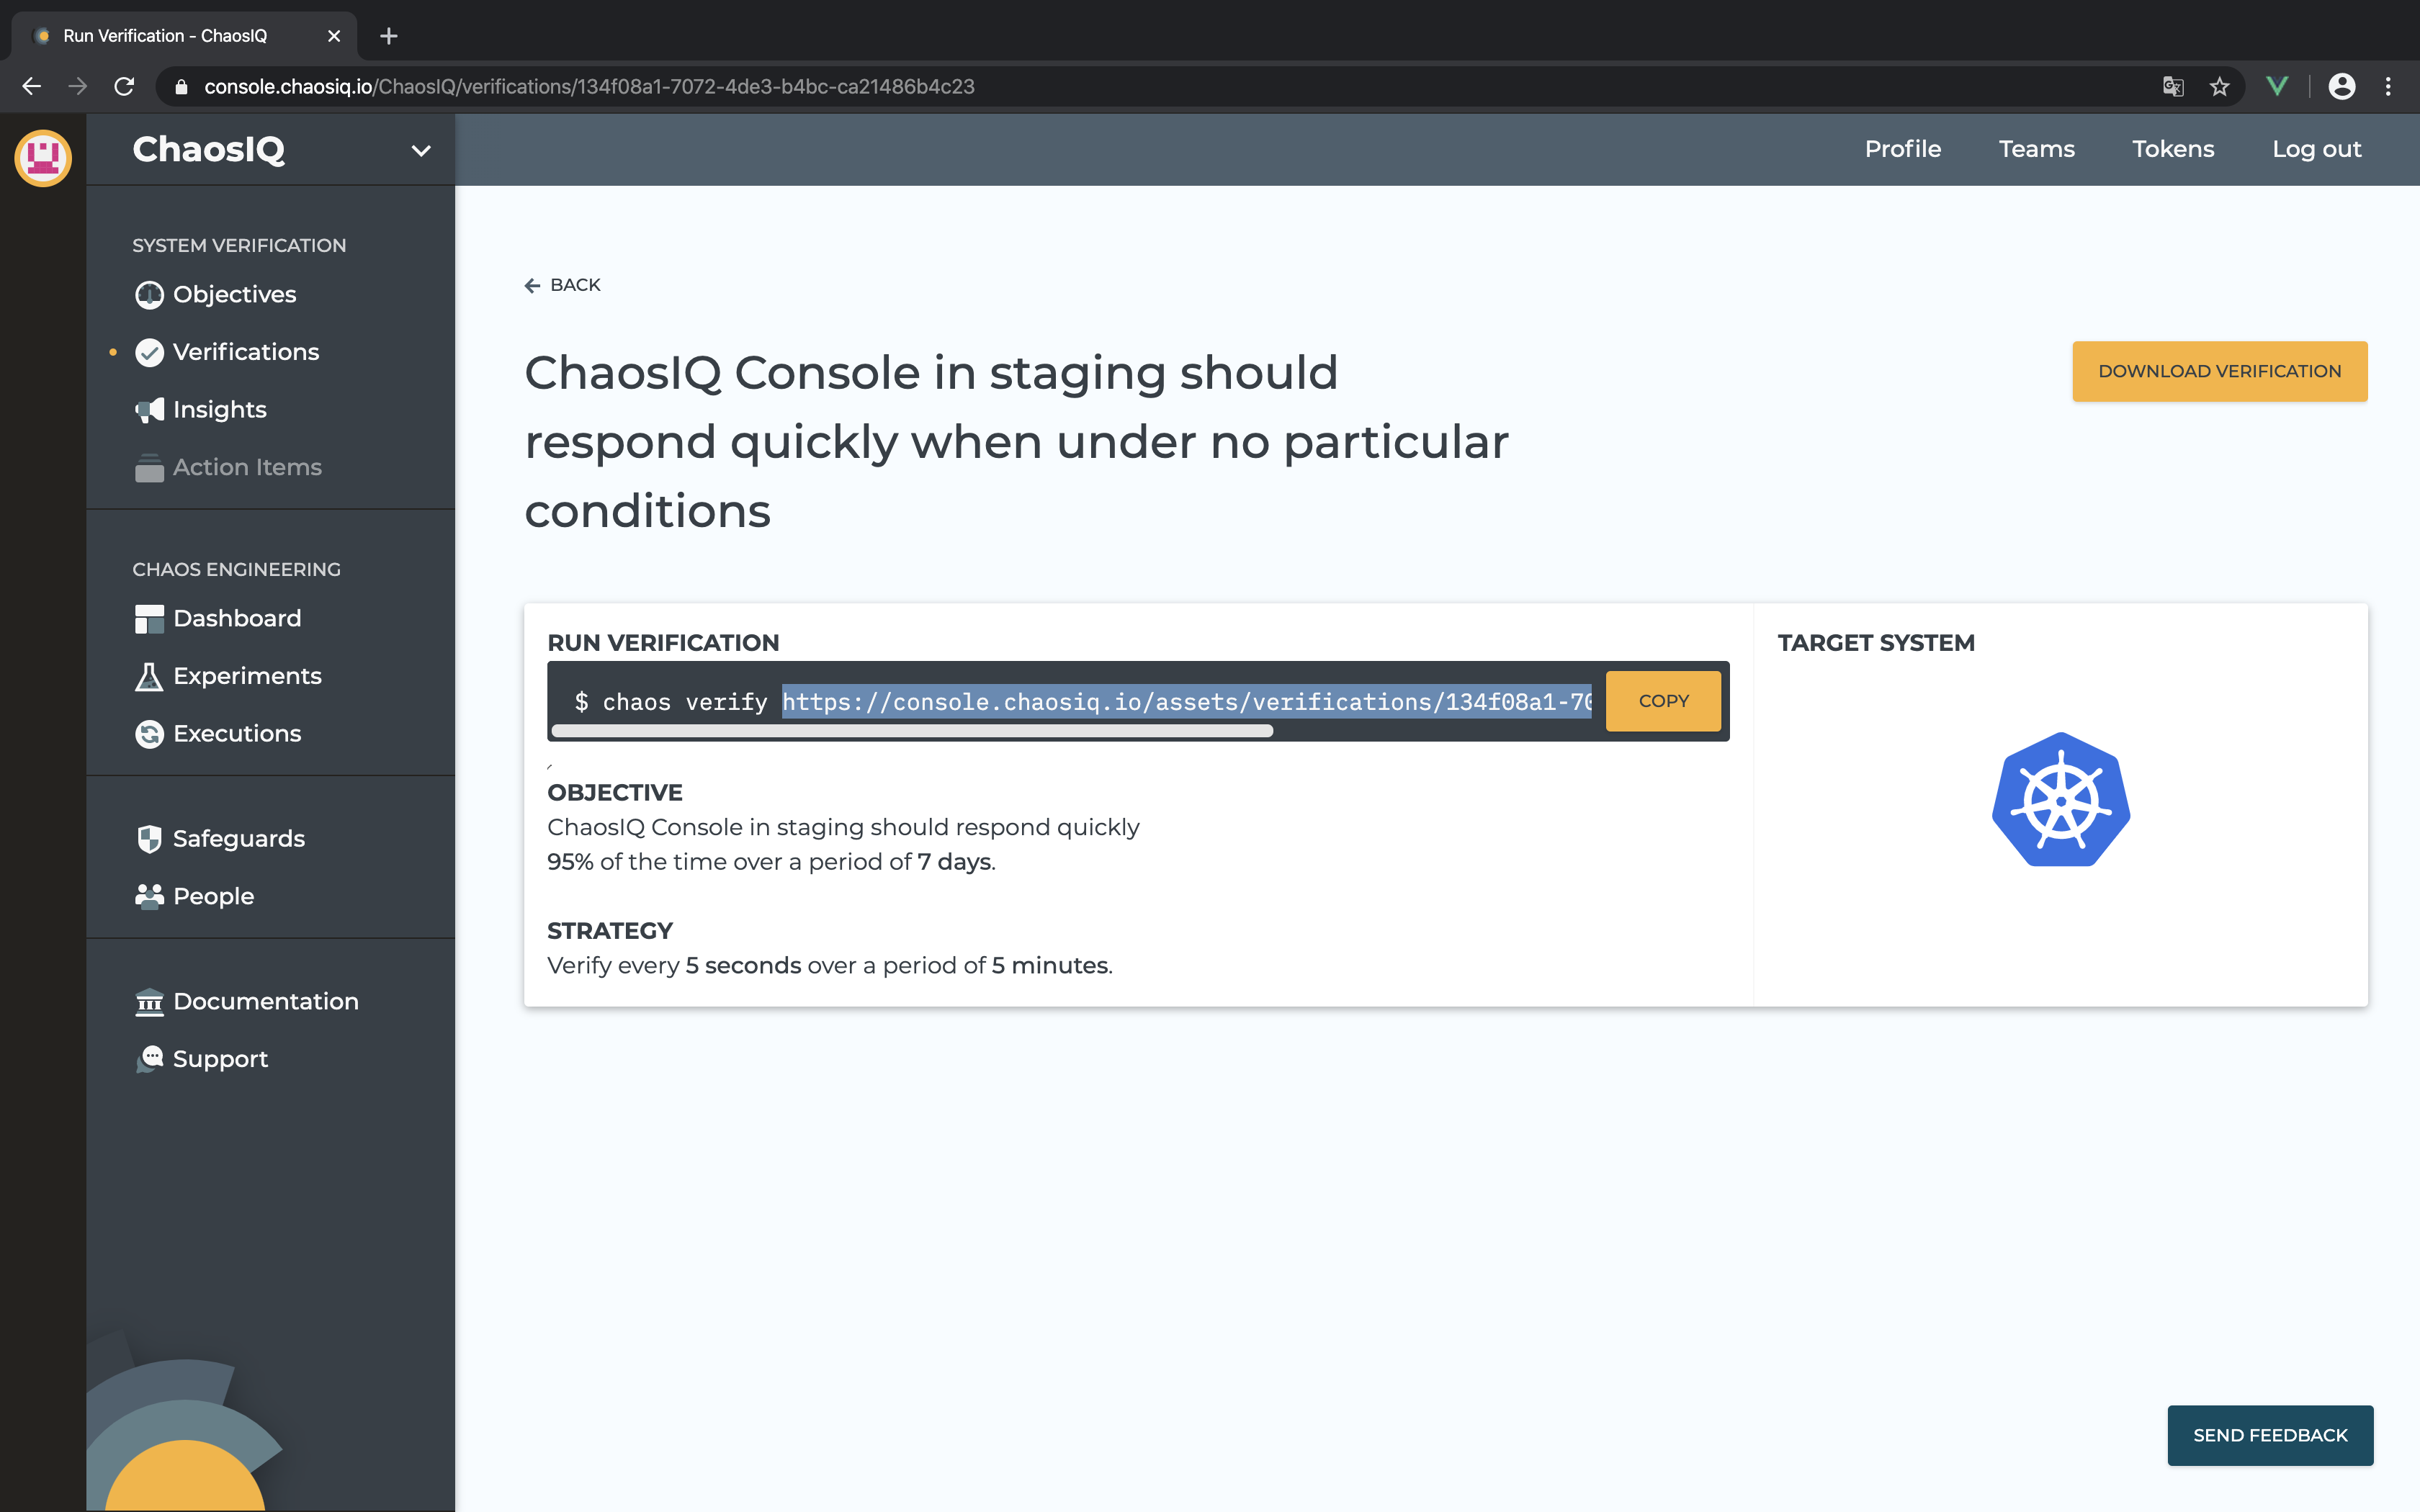 Run Verification - ChaosIQ
console.chaosiq.io/ChaosIQ/verifications/134f08a1-7072-4de3-b4bc-ca21486b4c23
ChaosIQ
Profile
Teams
Tokens
Log out
SYSTEM VERIFICATION
Objectives
Verifications
Insights
Action Items
CHAOS ENGINEERING
Dashboard
Experiments
Executions
Safeguards
People
Documentation
Support
BACK
ChaosIQ Console in staging should
respond quickly when under no particular
conditions
DOWNLOAD VERIFICATION
RUN VERIFICATION
$ chaos verify https://console.chaosiq.io/assets/verifications/134f08a1-70
COPY
OBJECTIVE
ChaosIQ Console in staging should respond quickly
95% of the time over a period of 7 days.
STRATEGY
Verify every 5 seconds over a period of 5 minutes.
TARGET SYSTEM
SEND FEEDBACK